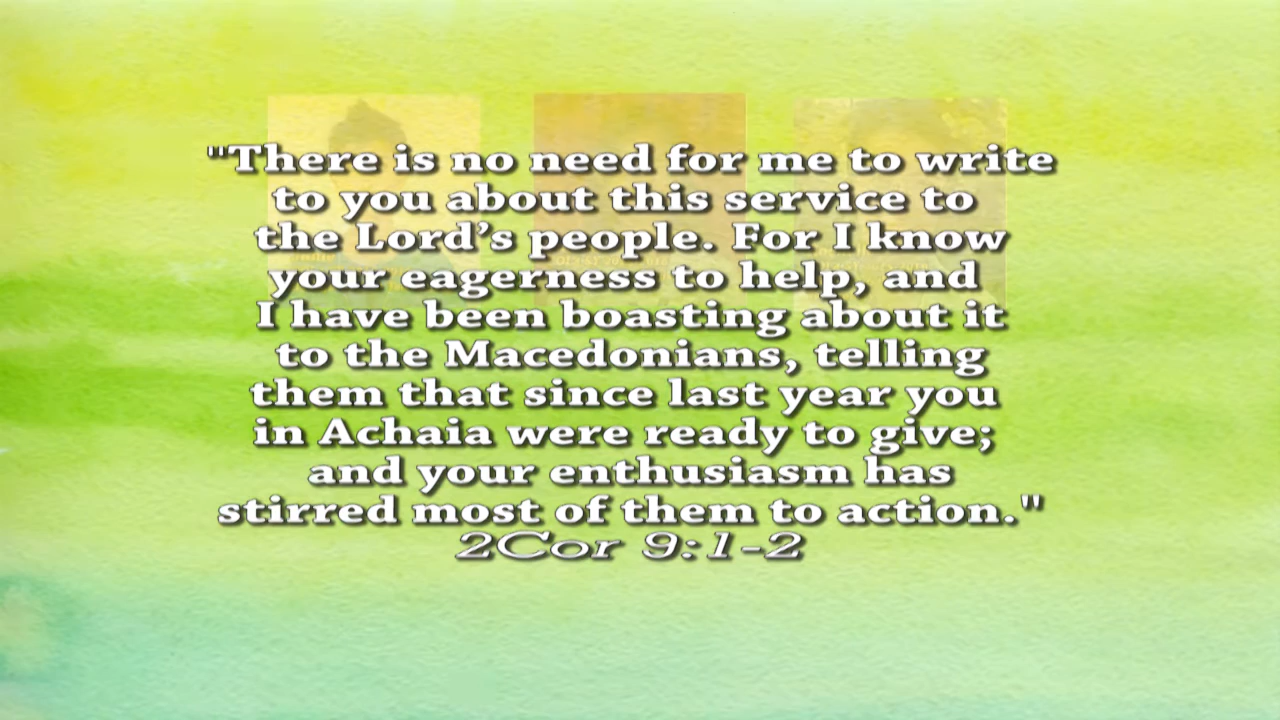 "There is no need for me to write
to you about this service to
the Lord’s people. For I know
your eagerness to help, and
I have been boasting about it
to the Macedonians, telling
them that since last year you
in Achaia were ready to give;
and your enthusiasm has
stirred most of them to action."
2Cor 9:1-2